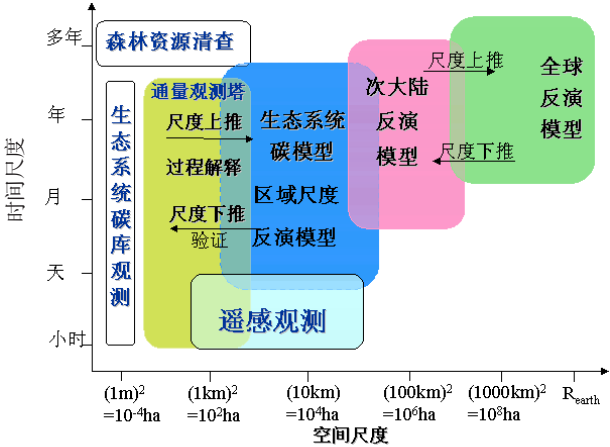 多年
年
时间尺度
月
天
小时
森林资源清查
生态系统碳库观测
通量观测塔
尺度上推
过程解释
尺度下推
验证
生态系统
碳模型
区域尺度
反演模型
遥感观测
次大陆
反演
模型
尺度上推
尺度下推
全球
反演
模型
(1m)²
=10⁻⁴ha
(1km)²
=10²ha
(10km)
=10⁴ha
(100km)²
=10⁶ha
(1000km)²
=10⁸ha
R_earth
空间尺度